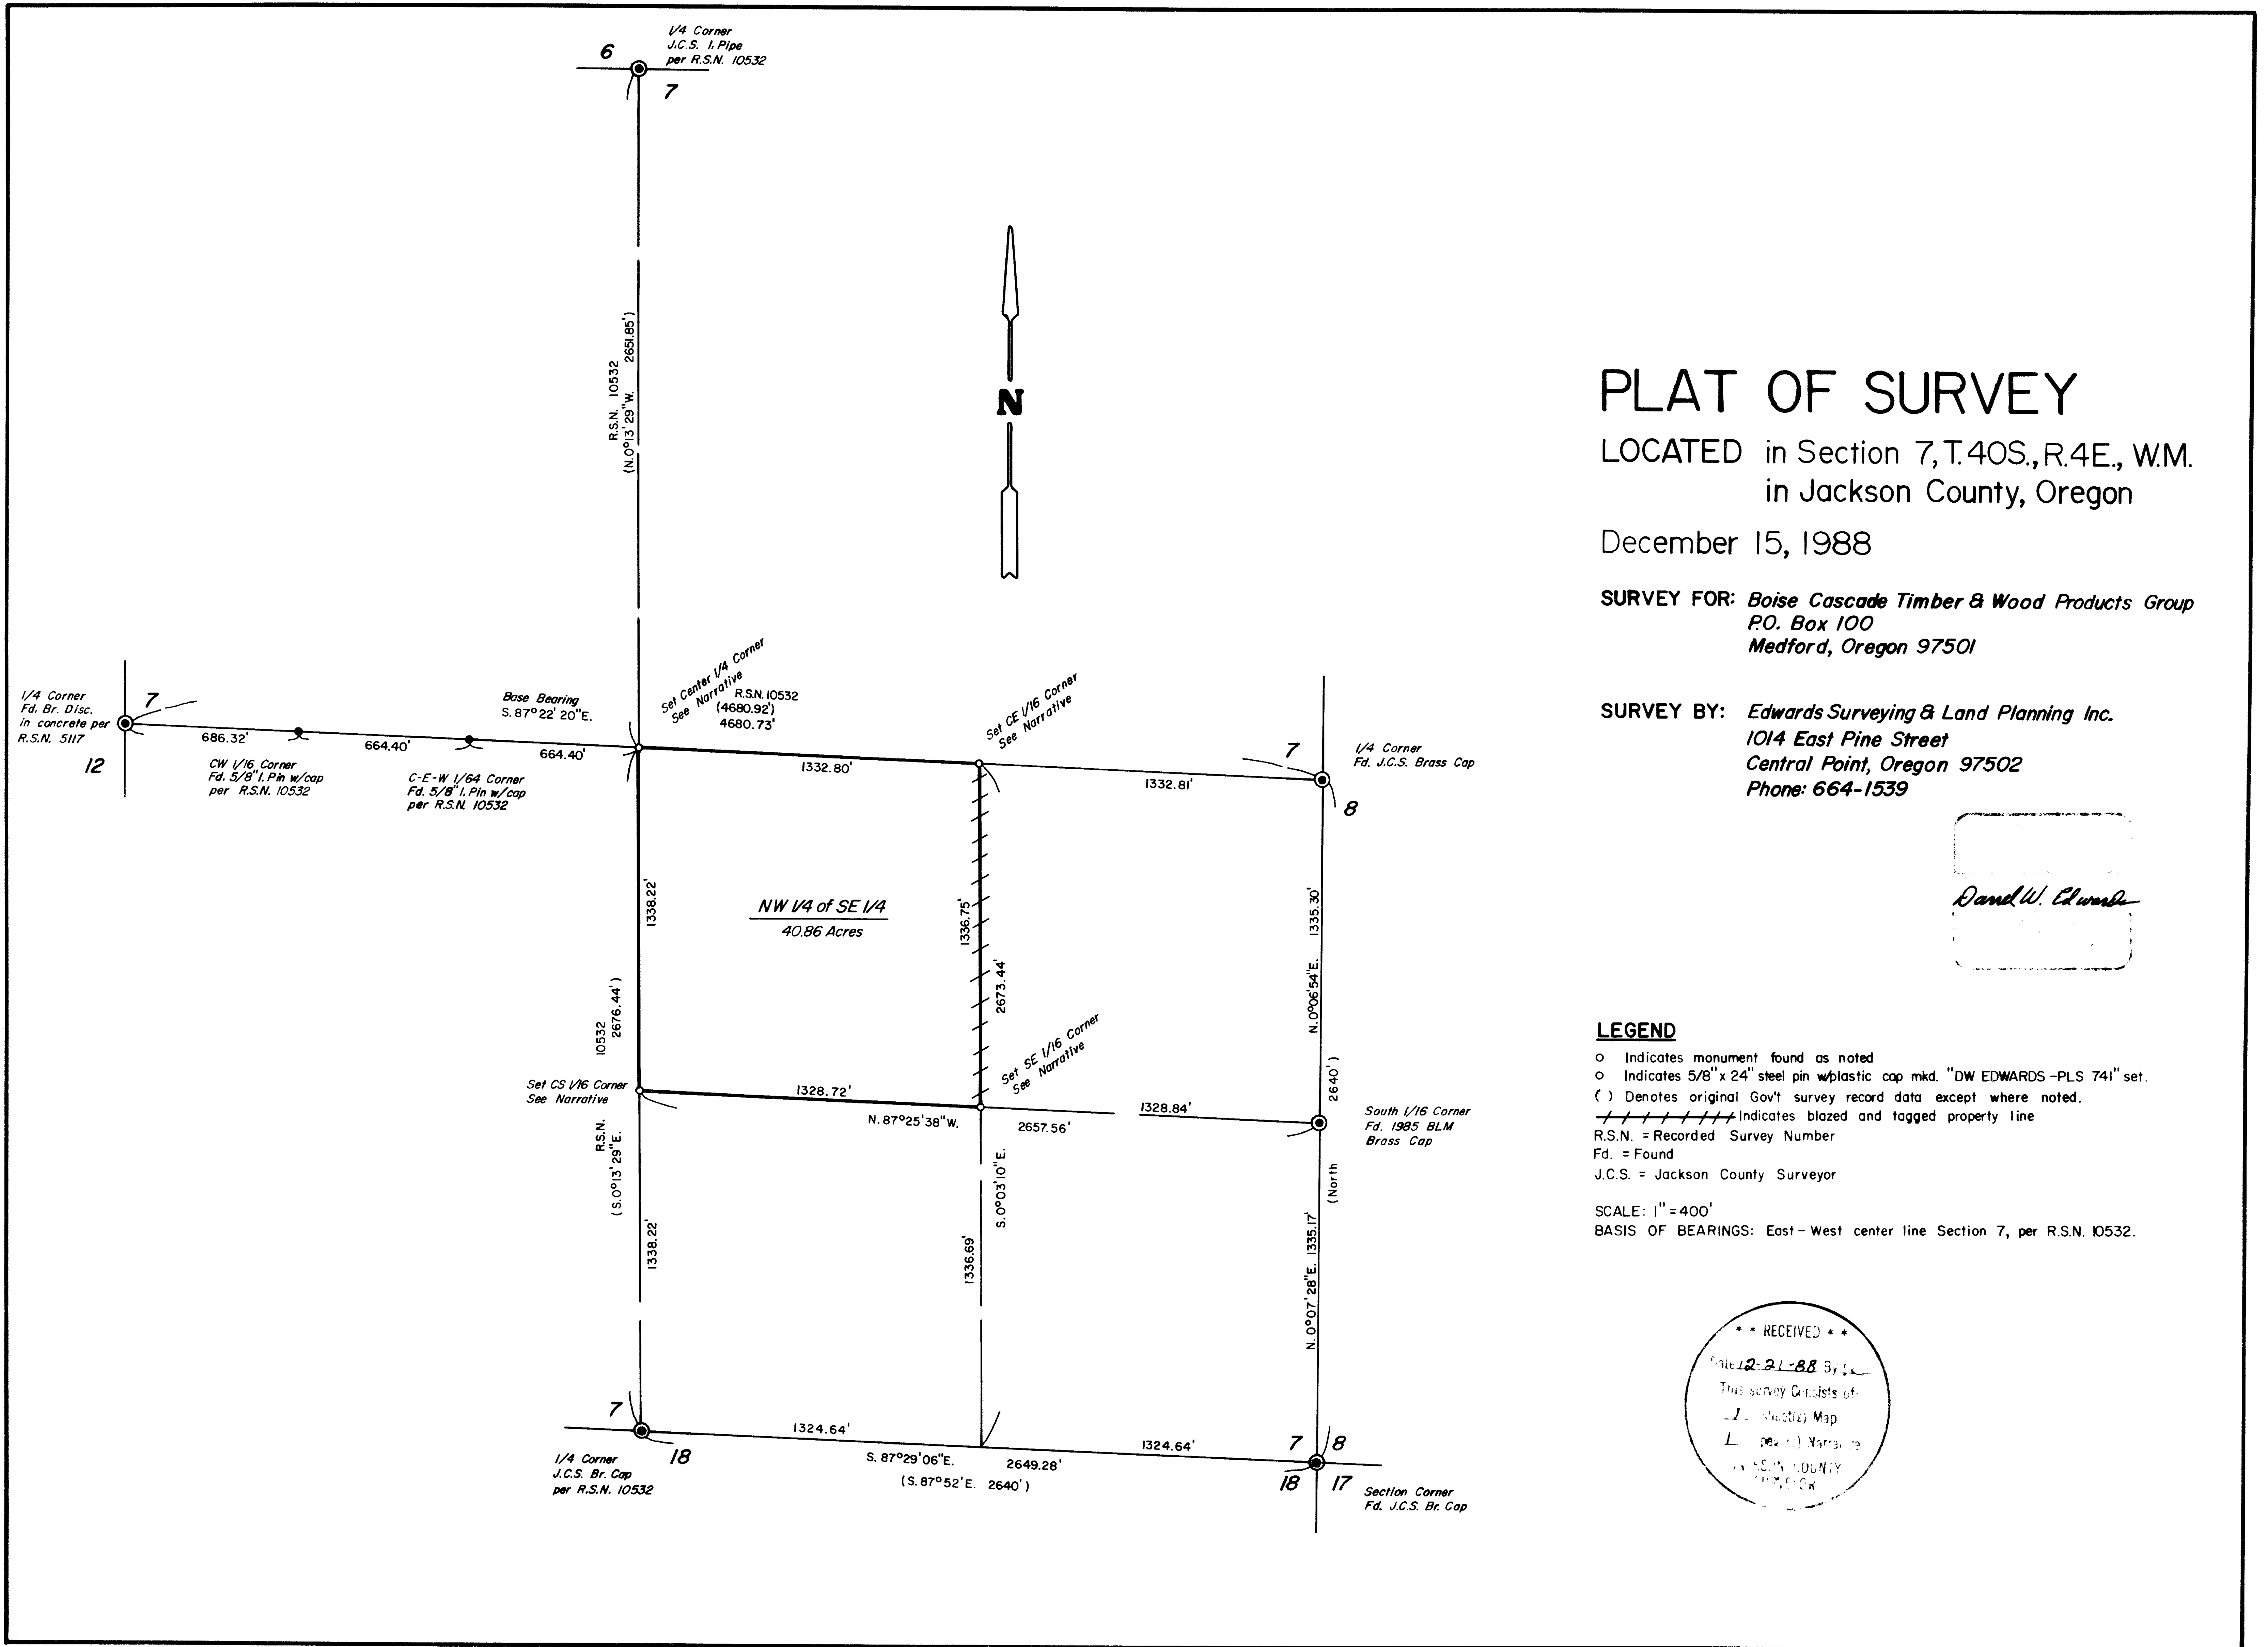 1/4 Corner
J.C.S. I. Pipe
per R.S.N. 10532
6
7
R.S.N. 10532
(N.0°13'29"W. 2651.85')
N
PLAT OF SURVEY
LOCATED in Section 7, T.40S., R.4E., W.M.
in Jackson County, Oregon
December 15, 1988
SURVEY FOR: Boise Cascade Timber & Wood Products Group
P.O. Box 100
Medford, Oregon 97501
SURVEY BY: Edwards Surveying & Land Planning Inc.
1014 East Pine Street
Central Point, Oregon 97502
Phone: 664-1539
Darrel W. Edwards
1/4 Corner
Fd. Br. Disc.
in concrete per
R.S.N. 5117
7
12
686.32'
CW 1/16 Corner
Fd. 5/8" I. Pin w/cap
per R.S.N. 10532
664.40'
C-E-W 1/64 Corner
Fd. 5/8" I. Pin w/cap
per R.S.N. 10532
Base Bearing
S. 87°22'20"E.
664.40'
Set Center 1/4 Corner
See Narrative
R.S.N. 10532
(4680.92')
4680.73'
1332.80'
Set CE 1/16 Corner
See Narrative
1332.81'
7
8
1/4 Corner
Fd. J.C.S. Brass Cap
1338.22'
NW 1/4 of SE 1/4
40.86 Acres
1336.75'
2673.44'
N. 0°06'54"E. 1335.30'
R.S.N. 10532
(S.0°13'29"E. 2676.44')
Set CS 1/16 Corner
See Narrative
1328.72'
N. 87°25'38"W.
2657.56'
Set SE 1/16 Corner
See Narrative
1328.84'
(North 2640')
South 1/16 Corner
Fd. 1985 BLM
Brass Cap
1338.22'
S.0°03'10"E.
1336.69'
N. 0°07'28"E. 1335.17'
7
18
1/4 Corner
J.C.S. Br. Cap
per R.S.N. 10532
1324.64'
S. 87°29'06"E.
2649.28'
(S. 87°52'E. 2640')
1324.64'
7
8
18
17
Section Corner
Fd. J.C.S. Br. Cap
LEGEND
Indicates monument found as noted
Indicates 5/8" x 24" steel pin w/plastic cap mkd. "DW EDWARDS-PLS 741" set.
( ) Denotes original Gov't survey record data except where noted.
Indicates blazed and tagged property line
R.S.N. = Recorded Survey Number
Fd. = Found
J.C.S. = Jackson County Surveyor
SCALE: 1" = 400'
BASIS OF BEARINGS: East-West center line Section 7, per R.S.N. 10532.
* * RECEIVED * *
Date 12-21-88 By
This survey Consists of
1 Map
1 Narrative
COUNTY